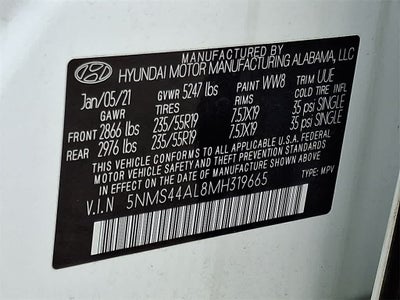 MANUFACTURED BY
HYUNDAI MOTOR MANUFACTURING ALABAMA, LLC
Jan/05/21 GVWR 5247 lbs PAINT WW8 TRIM UUE
GAWR TIRES RIMS COLD TIRE INFL.
FRONT 2866 lbs 235/55R19 7.5JX19 35 psi SINGLE
REAR 2976 lbs 235/55R19 7.5JX19 35 psi SINGLE
THIS VEHICLE CONFORMS TO ALL APPLICABLE U.S.A. FEDERAL
MOTOR VEHICLE SAFETY AND THEFT PREVENTION STANDARDS
IN EFFECT ON THE DATE OF MANUFACTURE SHOWN ABOVE.
V.I.N 5NMS44AL8MH319665 TYPE: MPV